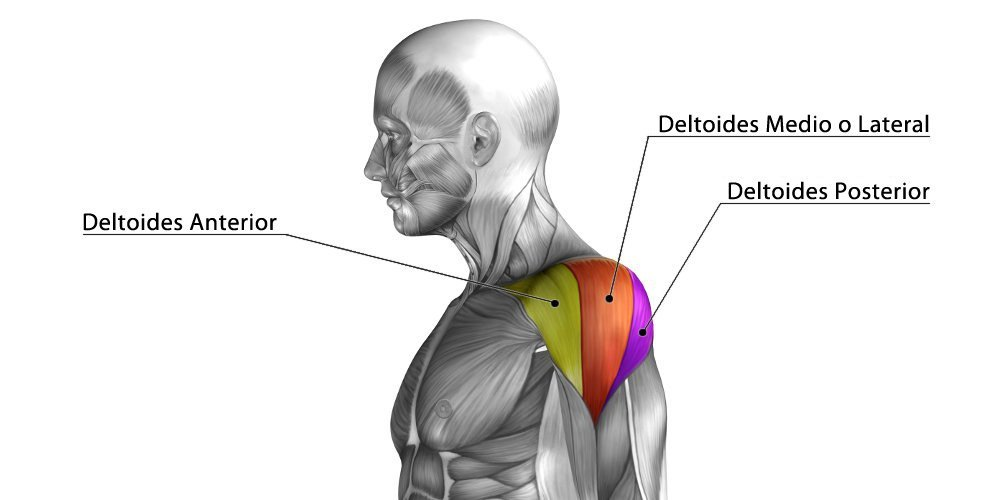 Deltoides Medio o Lateral
Deltoides Posterior
Deltoides Anterior